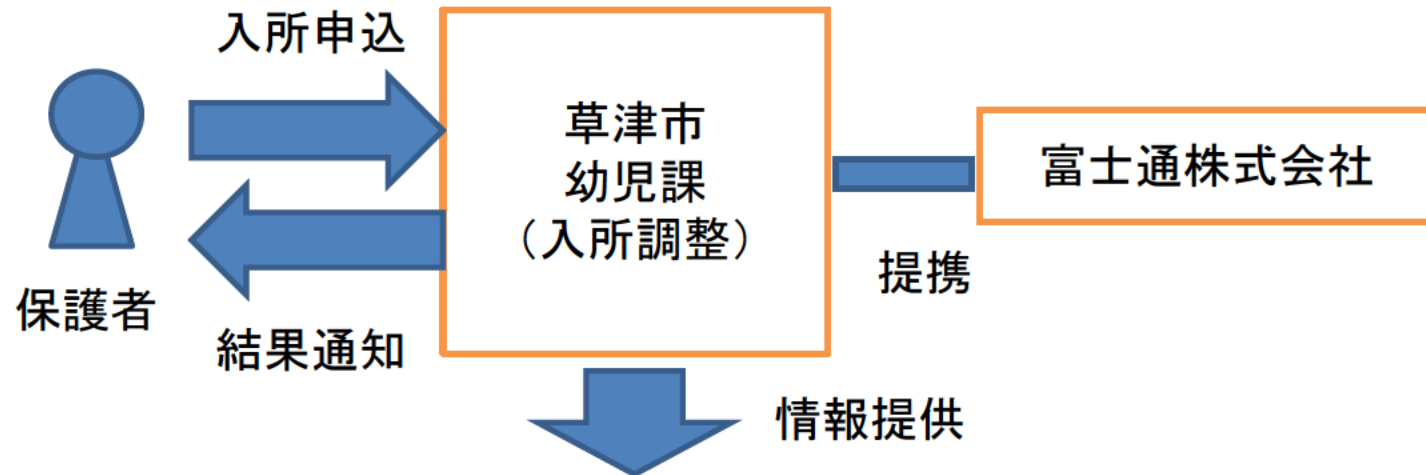 入所申込
草津市
幼児課
（入所調整）
富士通株式会社
提携
保護者
結果通知
情報提供